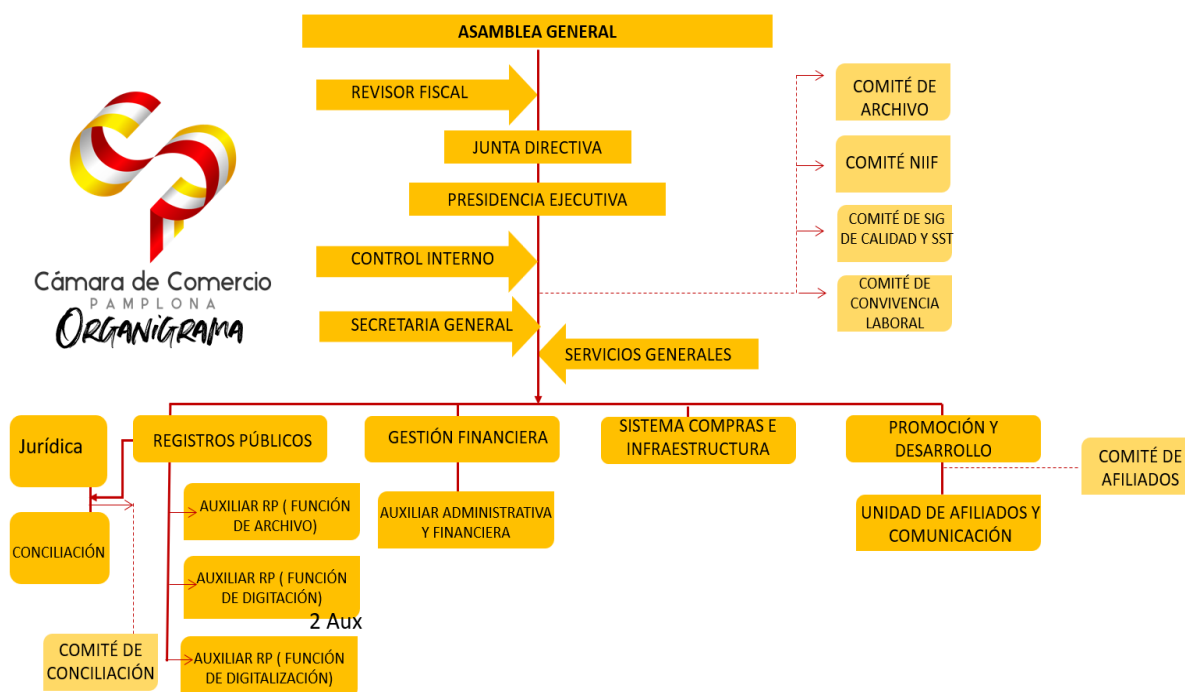 ASAMBLEA GENERAL
REVISOR FISCAL
JUNTA DIRECTIVA
PRESIDENCIA EJECUTIVA
CONTROL INTERNO
SECRETARIA GENERAL
SERVICIOS GENERALES
COMITÉ DE
ARCHIVO
COMITÉ NIIF
COMITÉ DE SIG
DE CALIDAD Y SST
COMITÉ DE
CONVIVENCIA
LABORAL
Cámara de Comercio
PAMPLONA
ORGANiGRAMA
Jurídica
CONCILIACIÓN
COMITÉ DE
CONCILIACIÓN
REGISTROS PÚBLICOS
AUXILIAR RP ( FUNCIÓN
DE ARCHIVO)
AUXILIAR RP ( FUNCIÓN
DE DIGITACIÓN)
2 Aux
AUXILIAR RP ( FUNCIÓN
DE DIGITALIZACIÓN)
GESTIÓN FINANCIERA
AUXILIAR ADMINISTRATIVA
Y FINANCIERA
SISTEMA COMPRAS E
INFRAESTRUCTURA
PROMOCIÓN Y
DESARROLLO
UNIDAD DE AFILIADOS Y
COMUNICACIÓN
COMITÉ DE
AFILIADOS